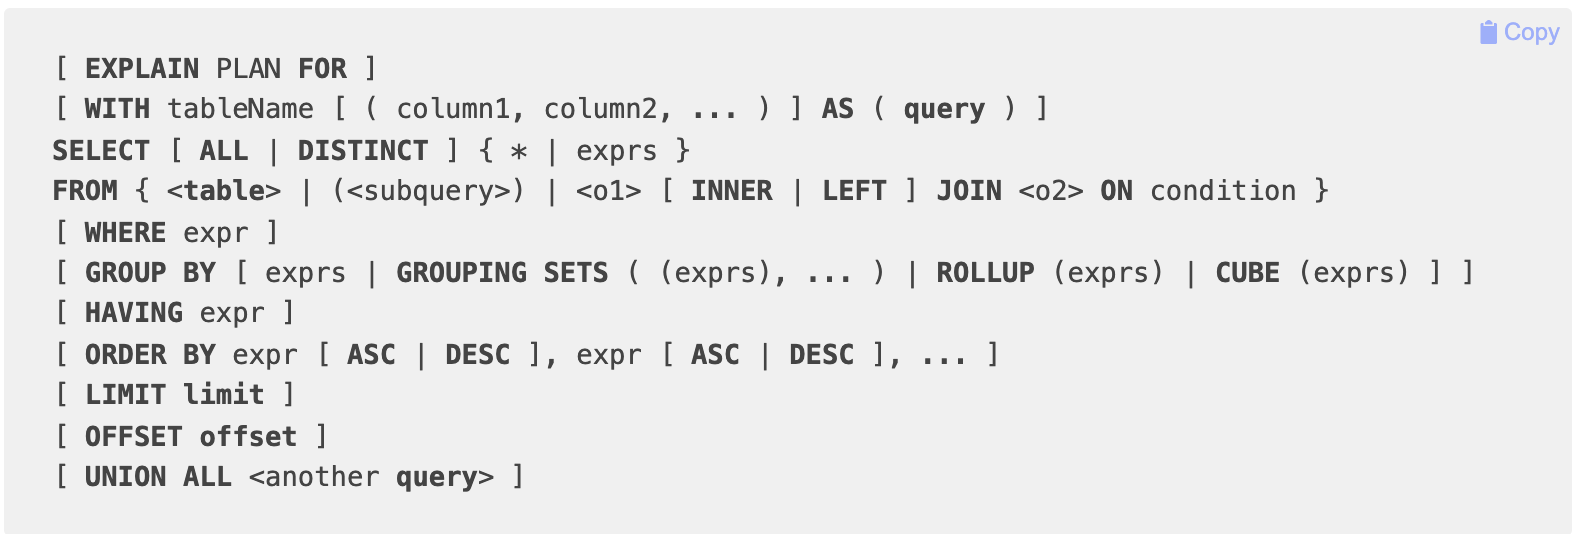 Copy
[ EXPLAIN PLAN FOR ]
[ WITH tableName [ ( column1, column2, ... ) ] AS ( query ) ]
SELECT [ ALL | DISTINCT ] { * | exprs }
FROM { <table> | (<subquery>) | <o1> [ INNER | LEFT ] JOIN <o2> ON condition }
[ WHERE expr ]
[ GROUP BY [ exprs | GROUPING SETS ( (exprs), ... ) | ROLLUP (exprs) | CUBE (exprs) ] ]
[ HAVING expr ]
[ ORDER BY expr [ ASC | DESC ], expr [ ASC | DESC ], ... ]
[ LIMIT limit ]
[ OFFSET offset ]
[ UNION ALL <another query> ]